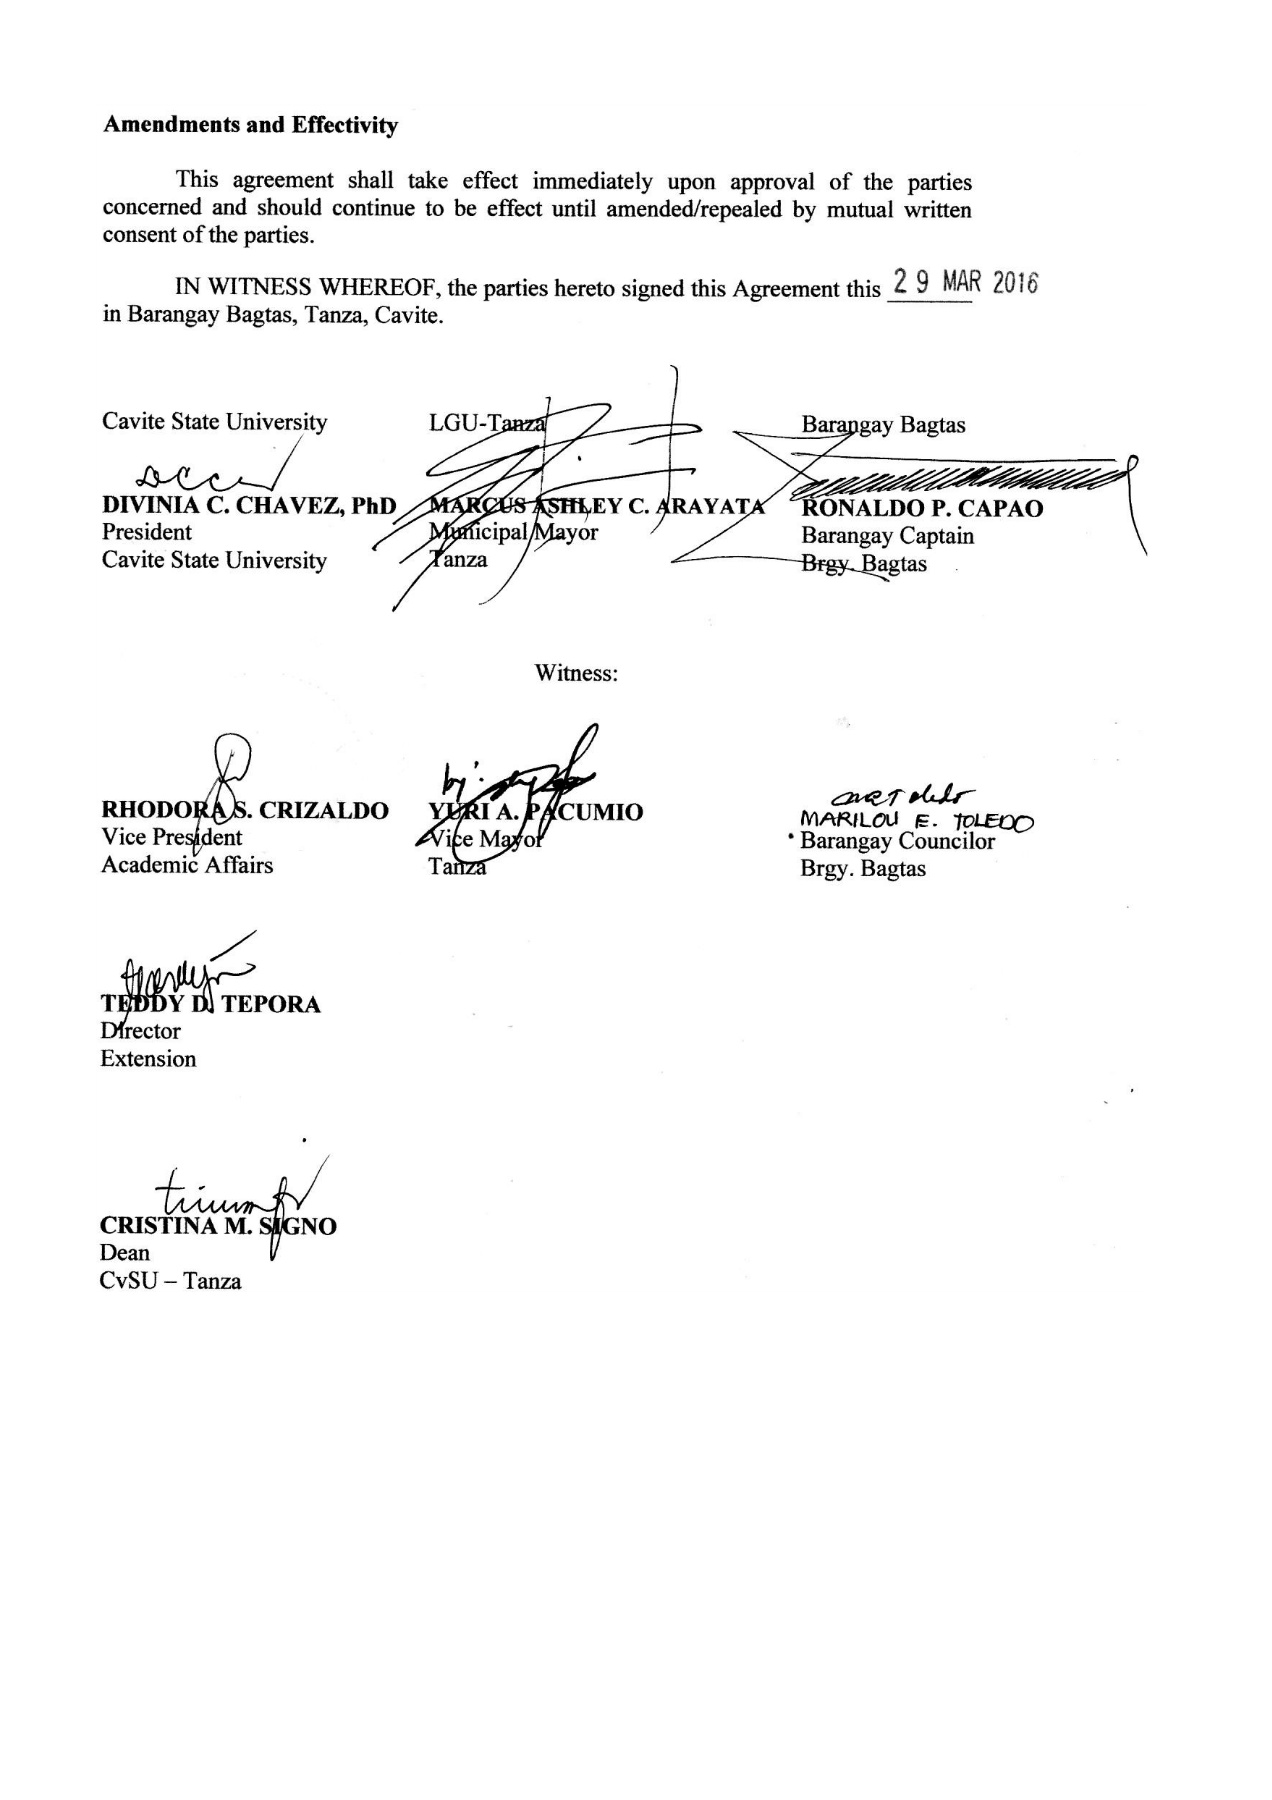 Amendments and Effectivity
This agreement shall take effect immediately upon approval of the parties
concerned and should continue to be effect until amended/repealed by mutual written
consent of the parties.
IN WITNESS WHEREOF, the parties hereto signed this Agreement this 29 MAR 2016
in Barangay Bagtas, Tanza, Cavite.
Cavite State University
DIVINIA C. CHAVEZ, PhD
President
Cavite State University
LGU-Tanza
MARCUS ASHLEY C. ARAYATA
Municipal Mayor
Tanza
Barangay Bagtas
RONALDO P. CAPAO
Barangay Captain
Brgy. Bagtas
Witness:
RHODORA S. CRIZALDO
Vice President
Academic Affairs
by:
YURI A. PACUMIO
Vice Mayor
Tanza
MARILOU E. TOLEDO
Barangay Councilor
Brgy. Bagtas
TEDDY D. TEPORA
Director
Extension
CRISTINA M. SIGNO
Dean
CvSU – Tanza